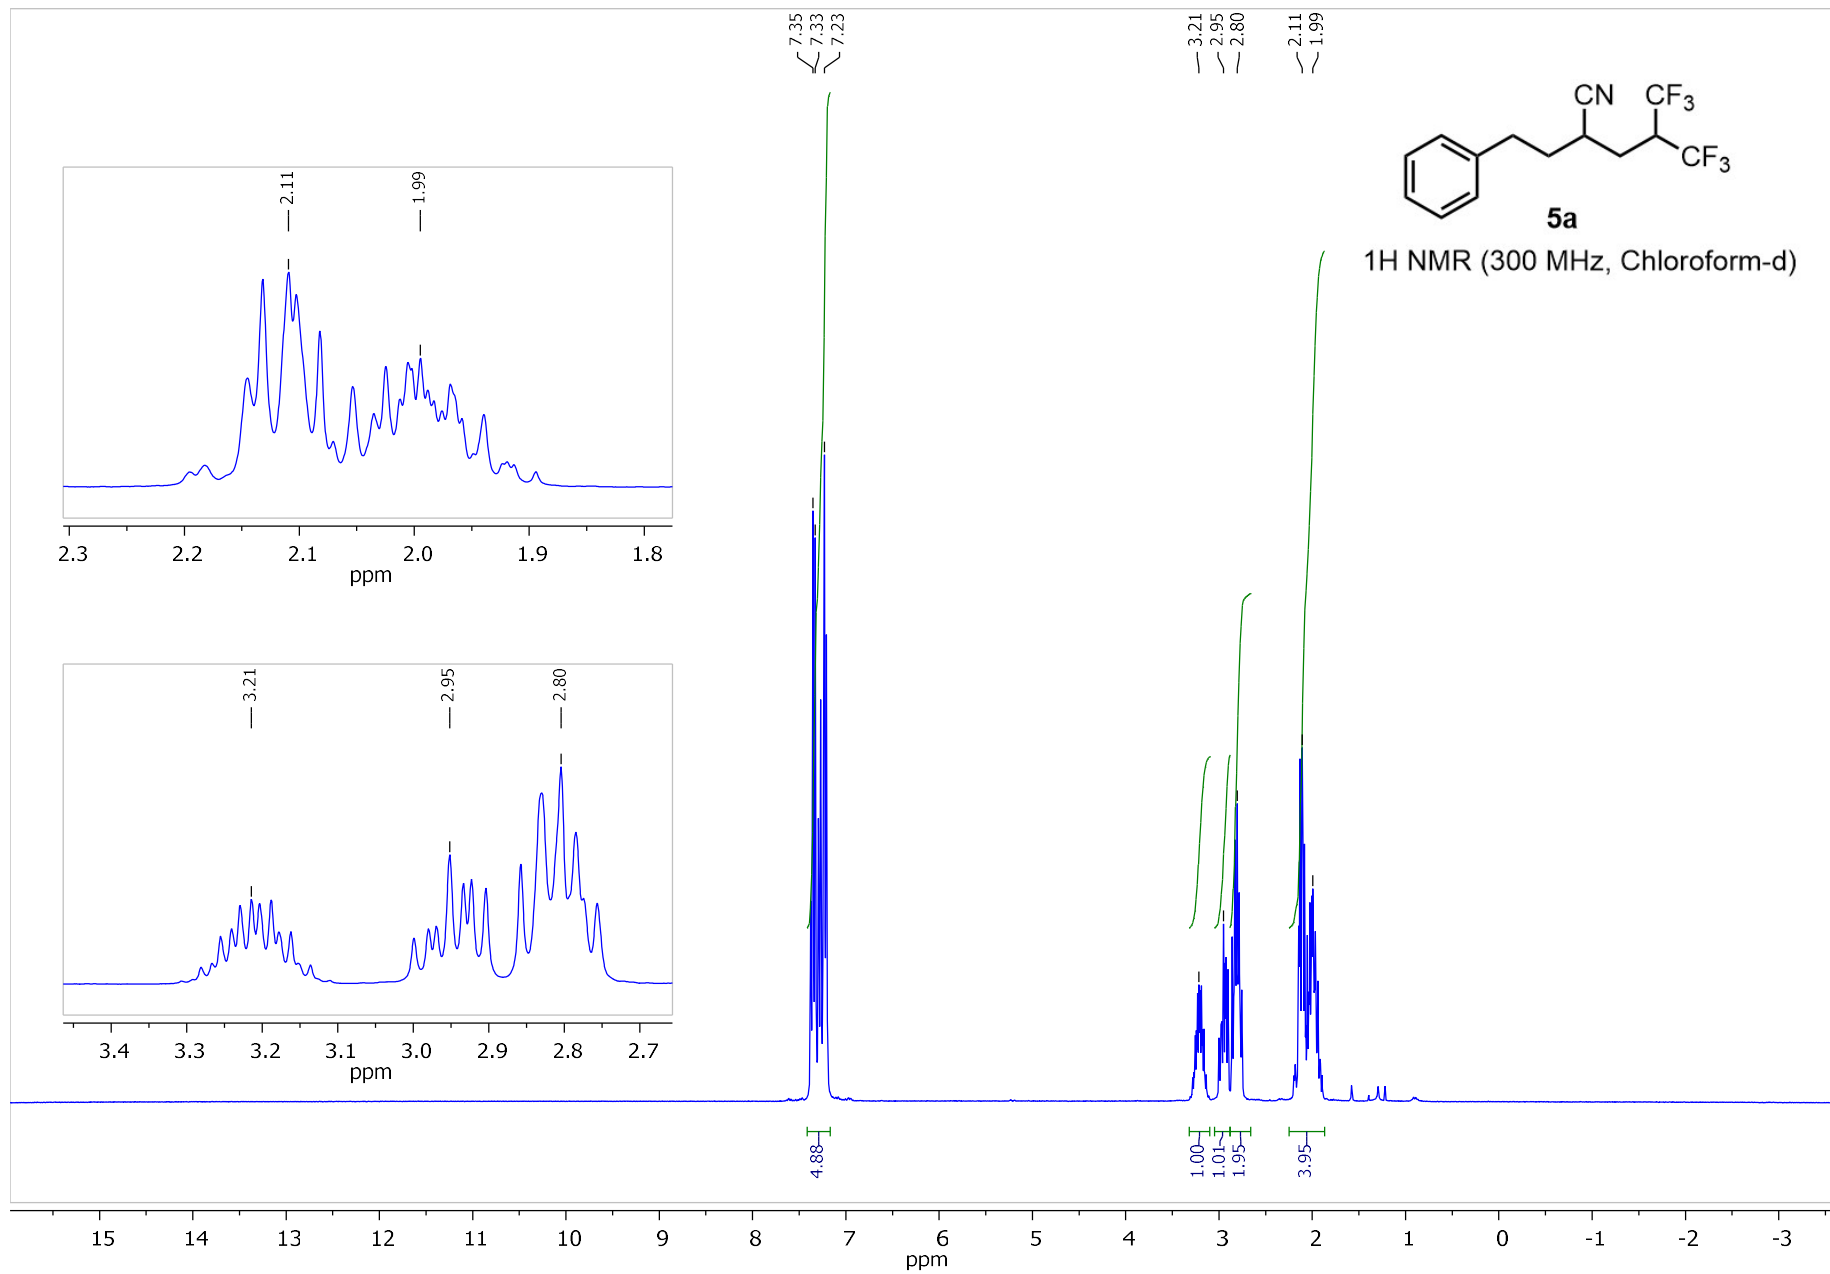 7.35
7.33
7.23
3.21
2.95
2.80
2.11
1.99
CN
CF3
CF3
5a
1H NMR (300 MHz, Chloroform-d)
2.11
1.99
2.3 2.2 2.1 2.0 1.9 1.8
ppm
3.21
2.95
2.80
3.4 3.3 3.2 3.1 3.0 2.9 2.8 2.7
ppm
4.88
1.00
1.01
1.95
3.95
15 14 13 12 11 10 9 8 7 6 5 4 3 2 1 0 -1 -2 -3
ppm